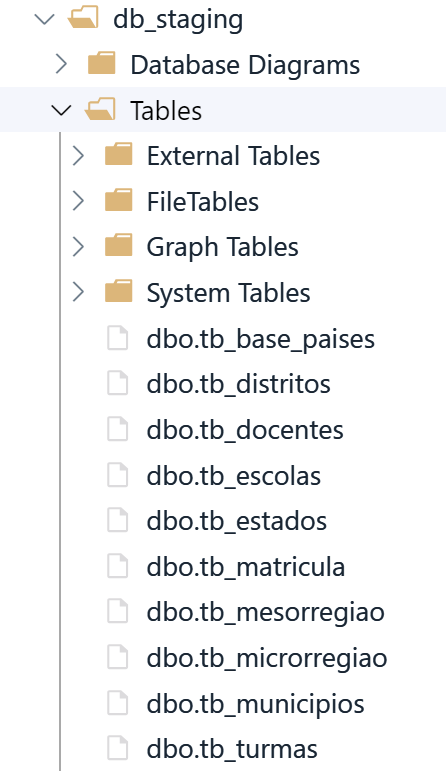 db_staging
Database Diagrams
Tables
External Tables
FileTables
Graph Tables
System Tables
dbo.tb_base_paises
dbo.tb_distritos
dbo.tb_docentes
dbo.tb_escolas
dbo.tb_estados
dbo.tb_matricula
dbo.tb_mesorregiao
dbo.tb_microrregiao
dbo.tb_municipios
dbo.tb_turmas